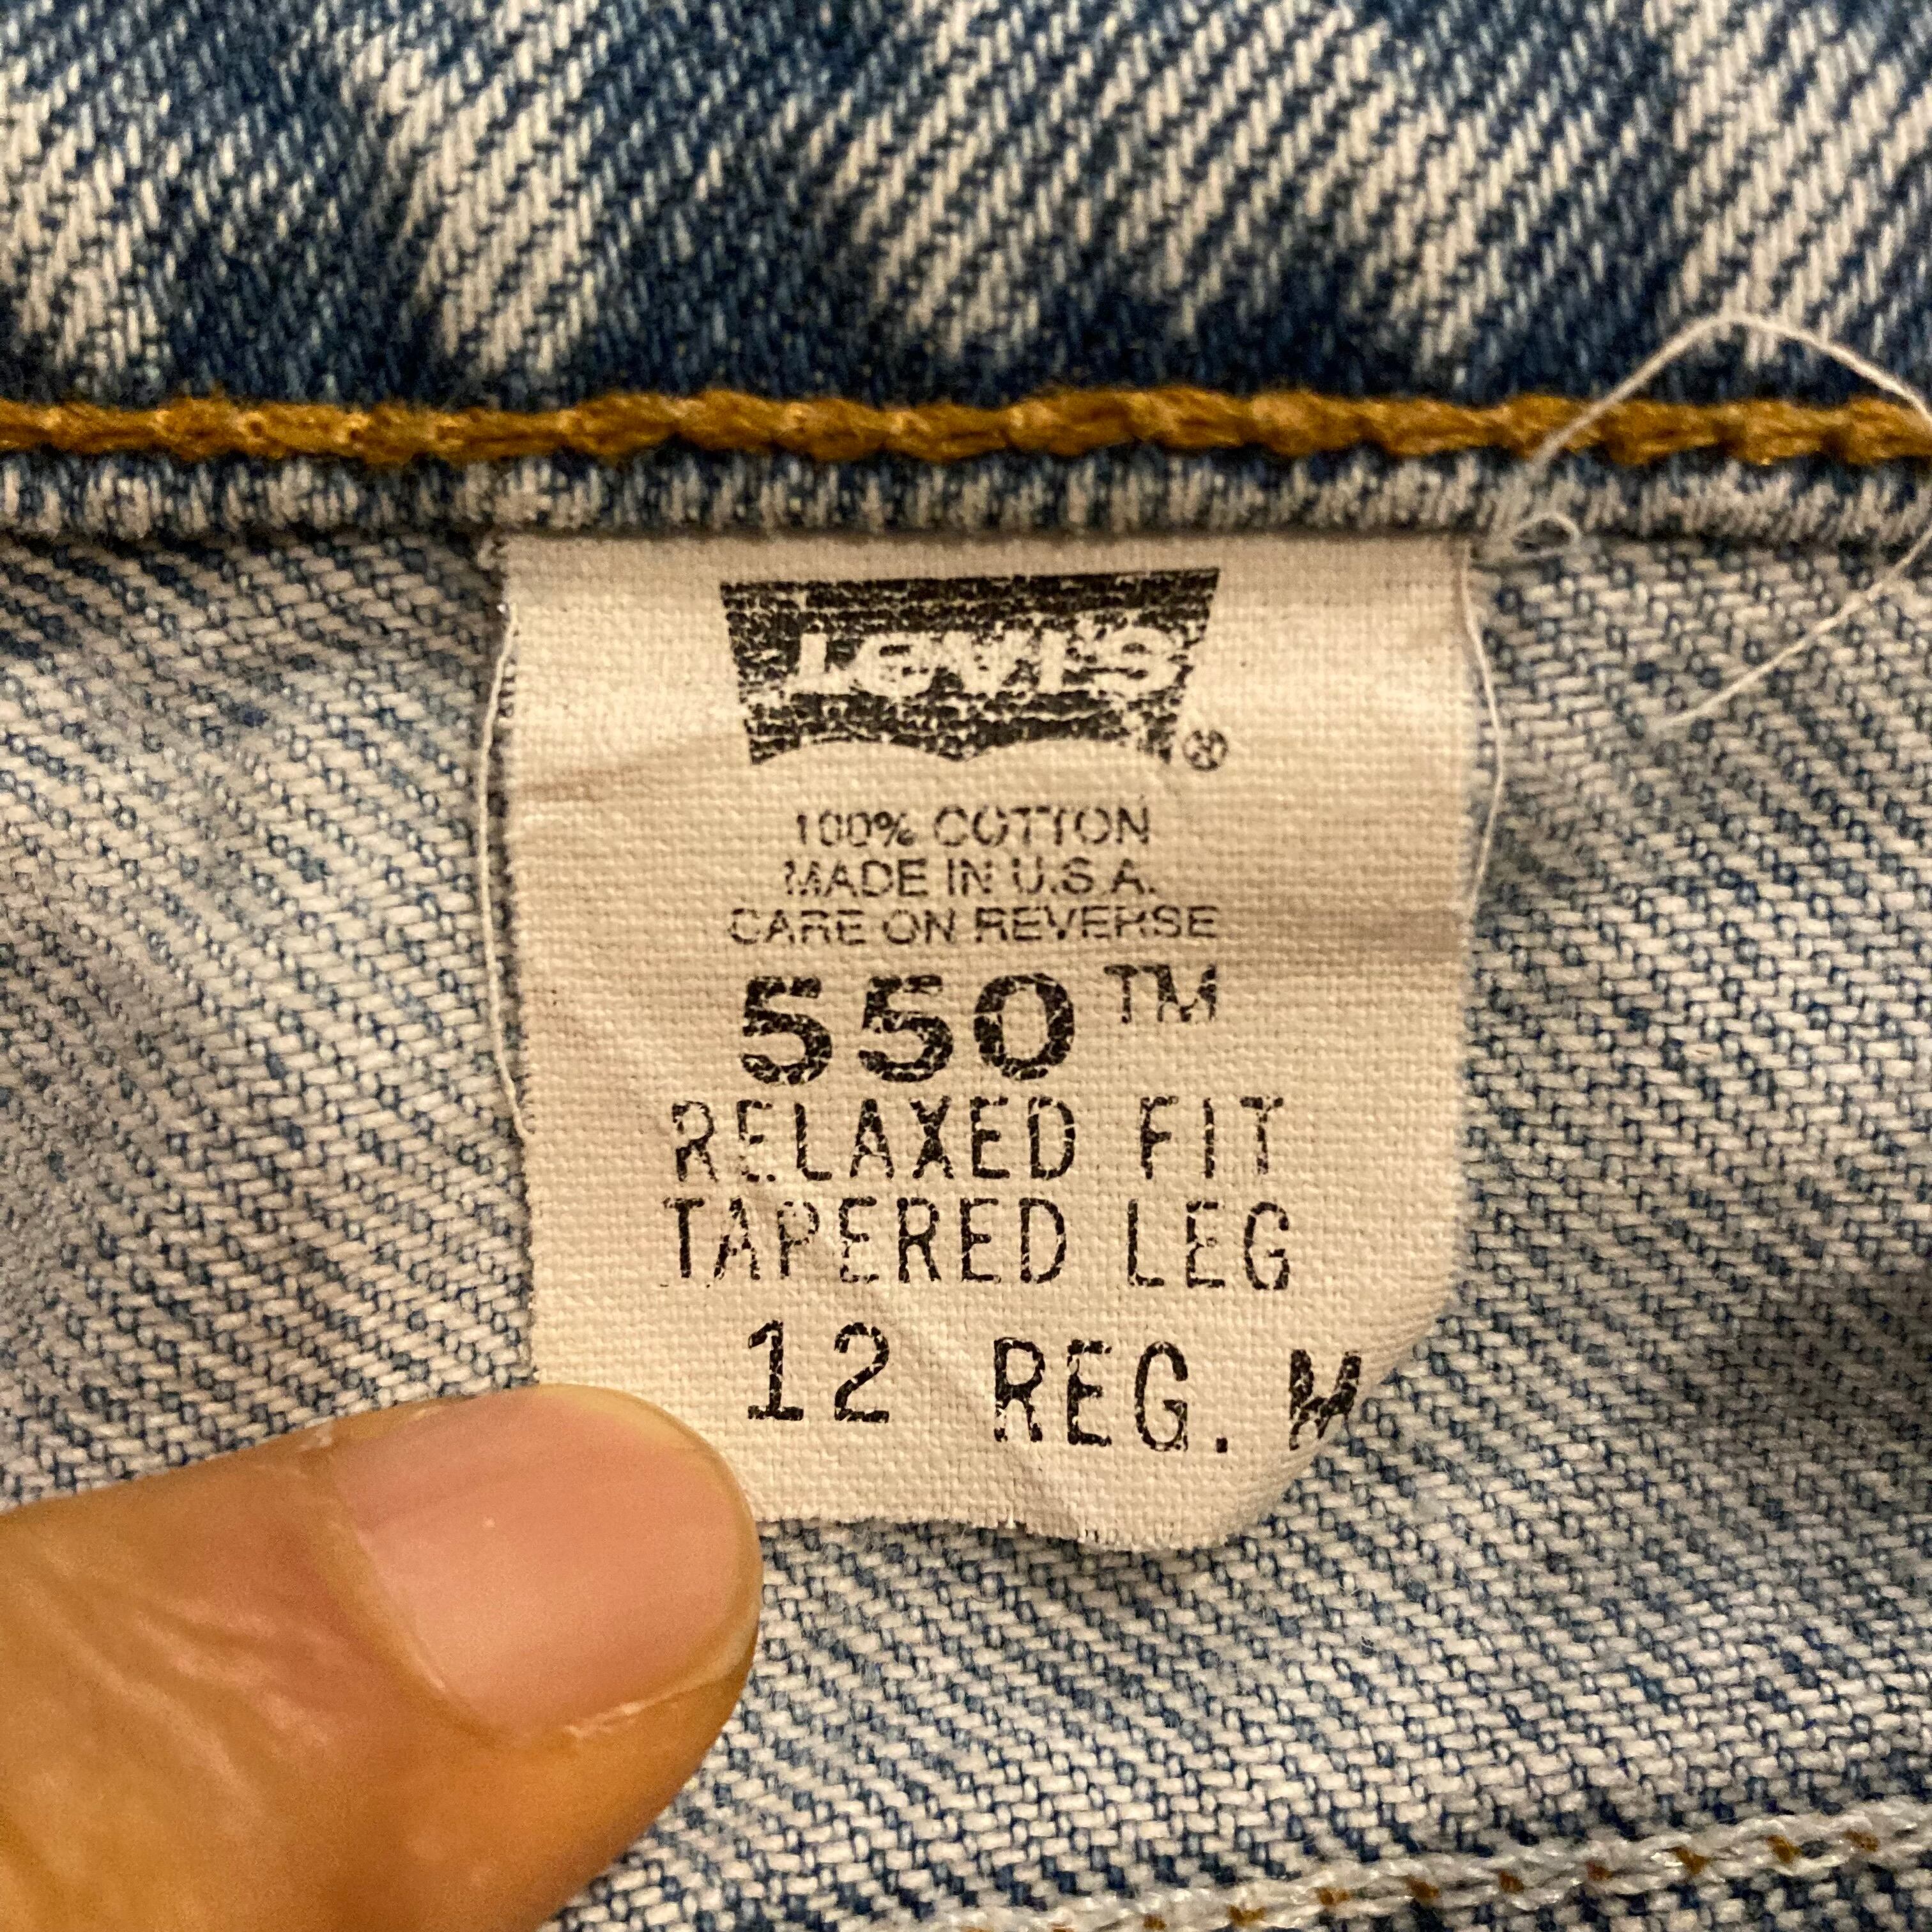 Levi's ®
100% COTTON
MADE IN U.S.A.
CARE ON REVERSE
550™
RELAXED FIT
TAPERED LEG
12 REG. M